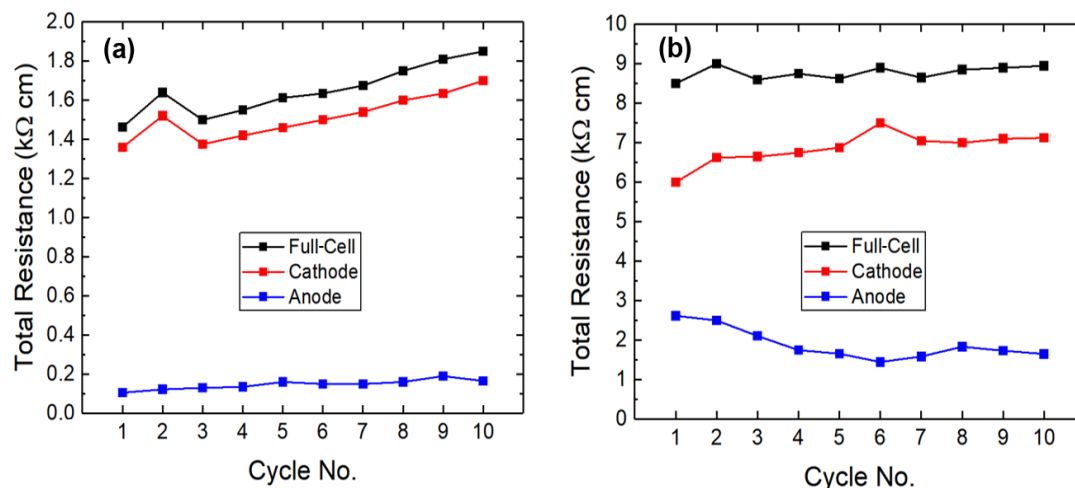 (a)
Total Resistance (kΩ cm)
2.0
1.8
1.6
1.4
1.2
1.0
0.8
0.6
0.4
0.2
0.0
Full-Cell
Cathode
Anode
1 2 3 4 5 6 7 8 9 10
Cycle No.
(b)
Total Resistance (kΩ cm)
10
9
8
7
6
5
4
3
2
1
0
Full-Cell
Cathode
Anode
1 2 3 4 5 6 7 8 9 10
Cycle No.